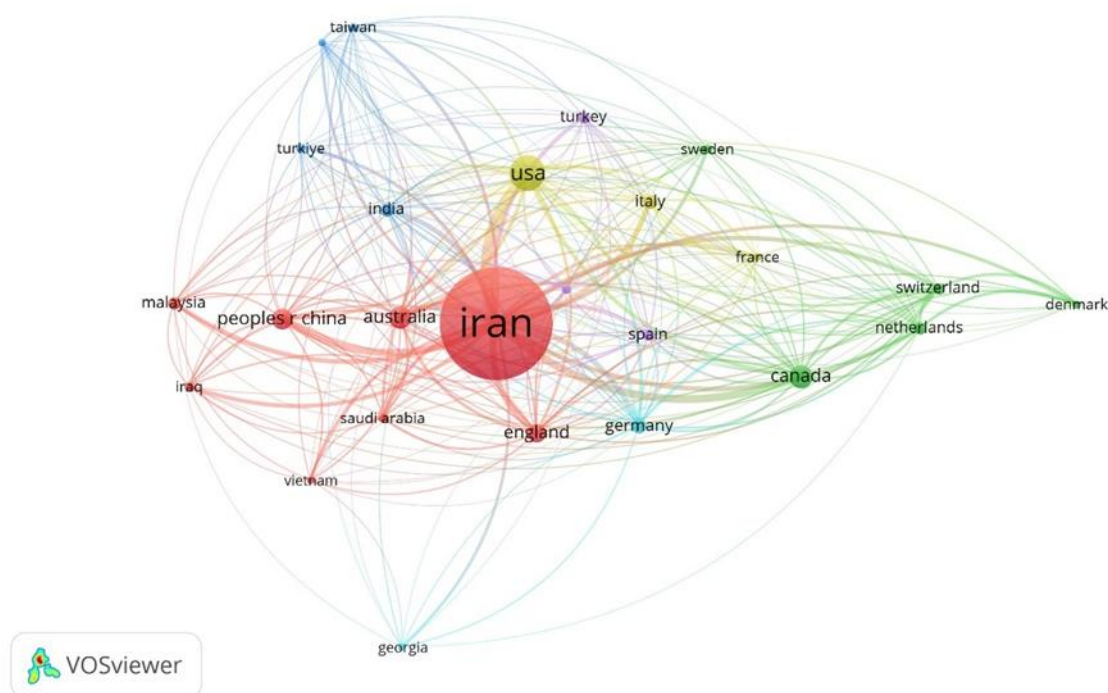 taiwan
turkey
turkiye
sweden
usa
italy
india
france
switzerland
malaysia
denmark
peoples r china
australia
iran
netherlands
spain
canada
iraq
saudi arabia
england
germany
vietnam
georgia
VOSviewer